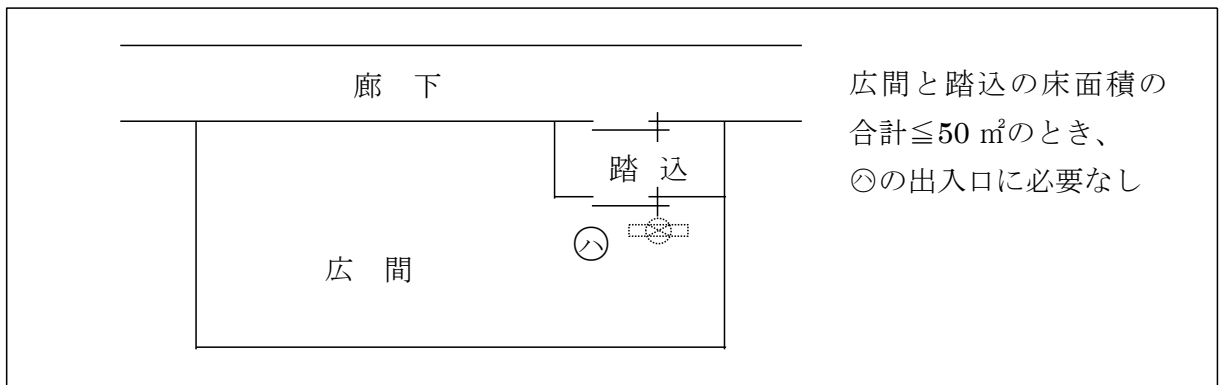 廊 下
広間と踏込の床面積の
合計≦50 ㎡のとき、
㋩の出入口に必要なし
踏 込
㋩
広 間